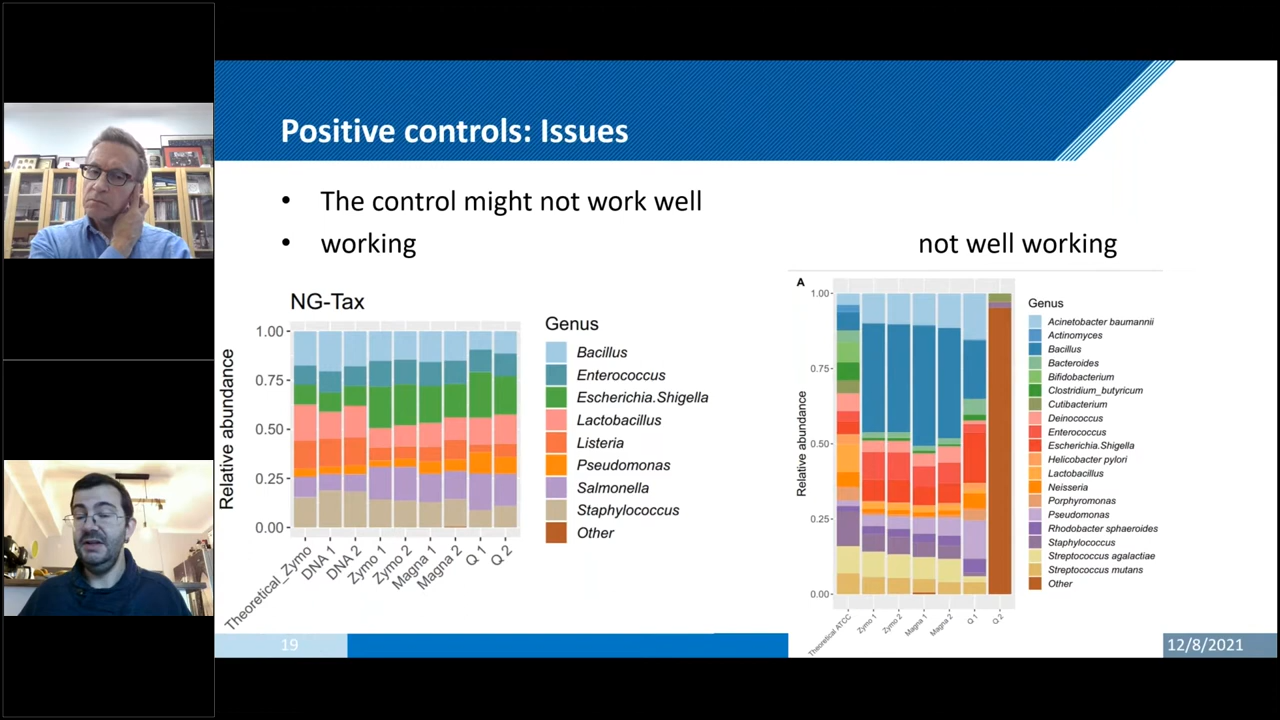 Positive controls: Issues
• The control might not work well
• working
not well working
NG-Tax
Relative abundance
1.00
0.75
0.50
0.25
0.00
Theoretical_Zymo
DNA 1
DNA 2
Zymo 1
Zymo 2
Magna 1
Magna 2
Q 1
Q 2
Genus
Bacillus
Enterococcus
Escherichia.Shigella
Lactobacillus
Listeria
Pseudomonas
Salmonella
Staphylococcus
Other
A
Relative abundance
1.00
0.75
0.50
0.25
0.00
Theoretical ATCC
Zymo 1
Zymo 2
Magna 1
Magna 2
Q 1
Q 2
Genus
Acinetobacter baumannii
Actinomyces
Bacillus
Bacteroides
Bifidobacterium
Clostridium_butyricum
Cutibacterium
Deinococcus
Enterococcus
Escherichia.Shigella
Helicobacter pylori
Lactobacillus
Neisseria
Porphyromonas
Pseudomonas
Rhodobacter sphaeroides
Staphylococcus
Streptococcus agalactiae
Streptococcus mutans
Other
19
12/8/2021